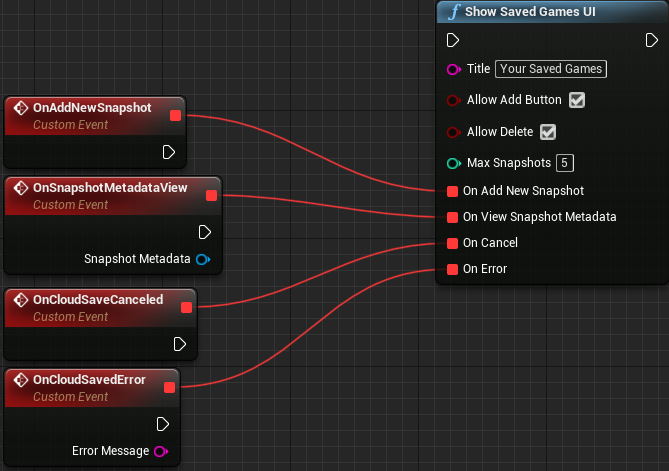 Show Saved Games UI
Title Your Saved Games
Allow Add Button
Allow Delete
Max Snapshots 5
On Add New Snapshot
On View Snapshot Metadata
On Cancel
On Error
OnAddNewSnapshot
Custom Event
OnSnapshotMetadataView
Custom Event
Snapshot Metadata
OnCloudSaveCanceled
Custom Event
OnCloudSavedError
Custom Event
Error Message